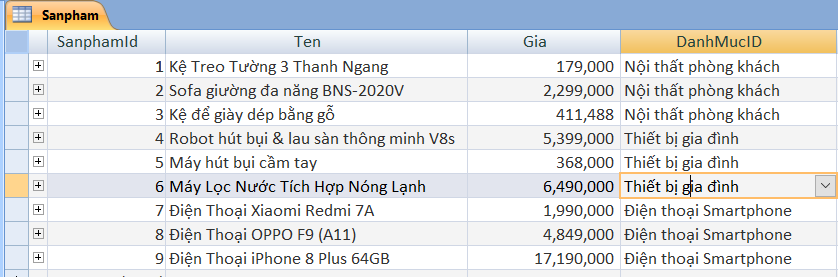 Sanpham
SanphamId Ten Gia DanhMucID
1 Kệ Treo Tường 3 Thanh Ngang 179,000 Nội thất phòng khách
2 Sofa giường đa năng BNS-2020V 2,299,000 Nội thất phòng khách
3 Kệ để giày dép bằng gỗ 411,488 Nội thất phòng khách
4 Robot hút bụi & lau sàn thông minh V8s 5,399,000 Thiết bị gia đình
5 Máy hút bụi cầm tay 368,000 Thiết bị gia đình
6 Máy Lọc Nước Tích Hợp Nóng Lạnh 6,490,000 Thiết bị gia đình
7 Điện Thoại Xiaomi Redmi 7A 1,990,000 Điện thoại Smartphone
8 Điện Thoại OPPO F9 (A11) 4,849,000 Điện thoại Smartphone
9 Điện Thoại iPhone 8 Plus 64GB 17,190,000 Điện thoại Smartphone